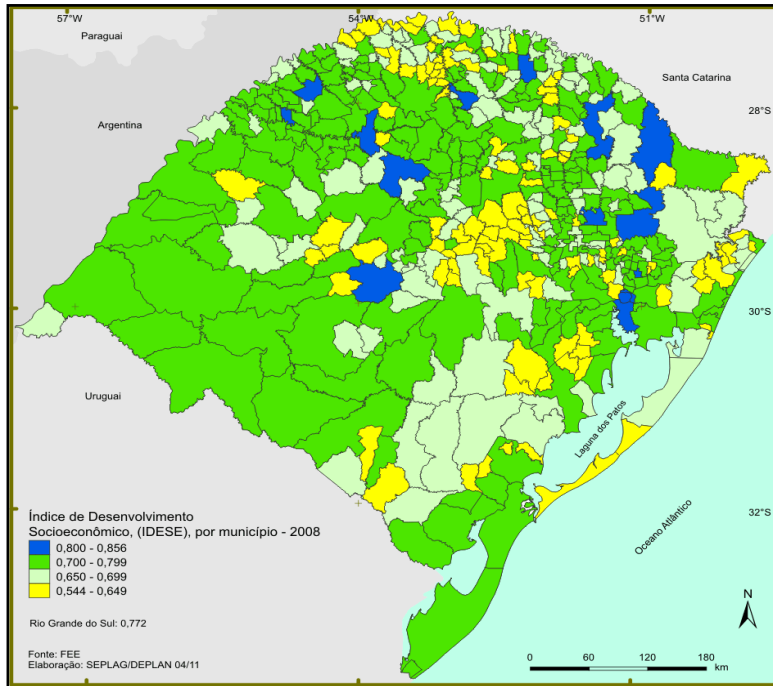 57°W
54°W
51°W
Paraguai
Santa Catarina
28°S
Argentina
30°S
Uruguai
Laguna dos Patos
32°S
Oceano Atlântico
Índice de Desenvolvimento
Socioeconômico, (IDESE), por município - 2008
0,800 - 0,856
0,700 - 0,799
0,650 - 0,699
0,544 - 0,649
Rio Grande do Sul: 0,772
Fonte: FEE
Elaboração: SEPLAG/DEPLAN 04/11
N
0 60 120 180
km